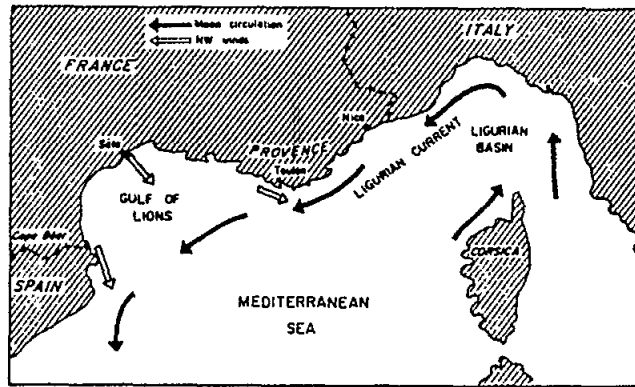 Mean circulation
NW winds
ITALY
FRANCE
Nice
Sète
PROVENCE
Toulon
LIGURIAN CURRENT
LIGURIAN
BASIN
GULF OF
LIONS
Cape Béar
CORSICA
SPAIN
MEDITERRANEAN
SEA